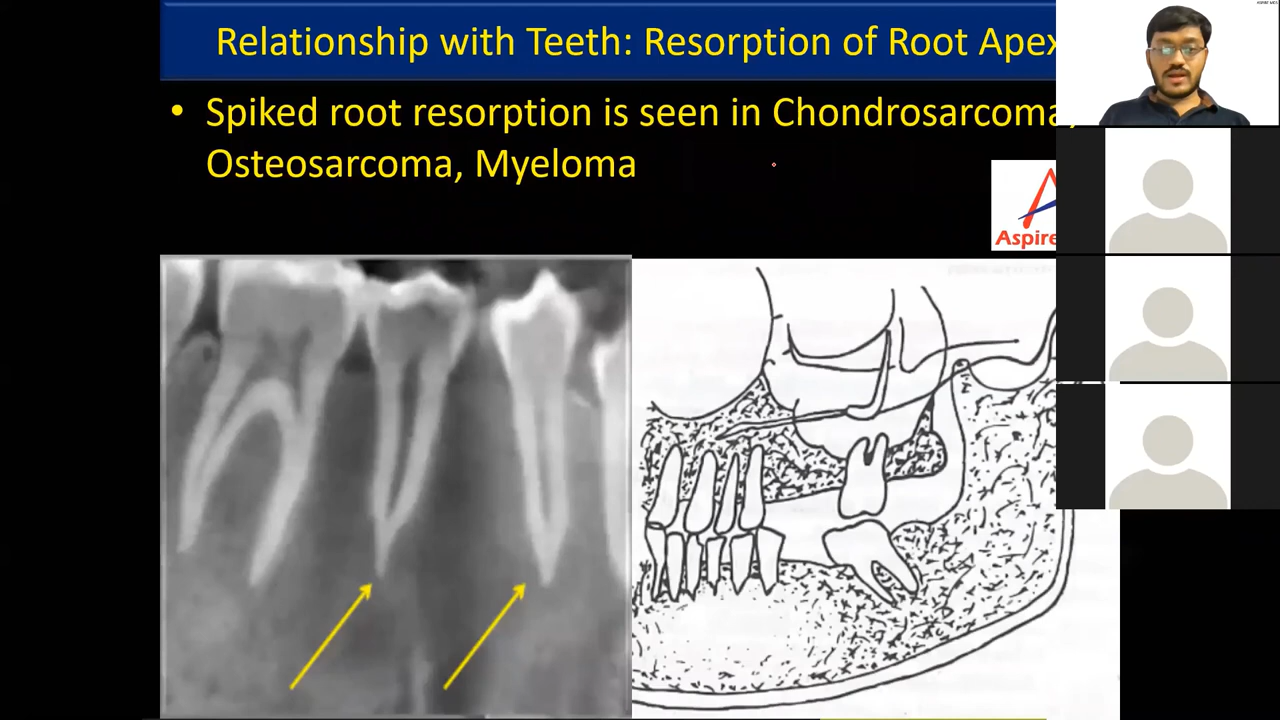 Relationship with Teeth: Resorption of Root Apex
• Spiked root resorption is seen in Chondrosarcoma,
Osteosarcoma, Myeloma
Aspire